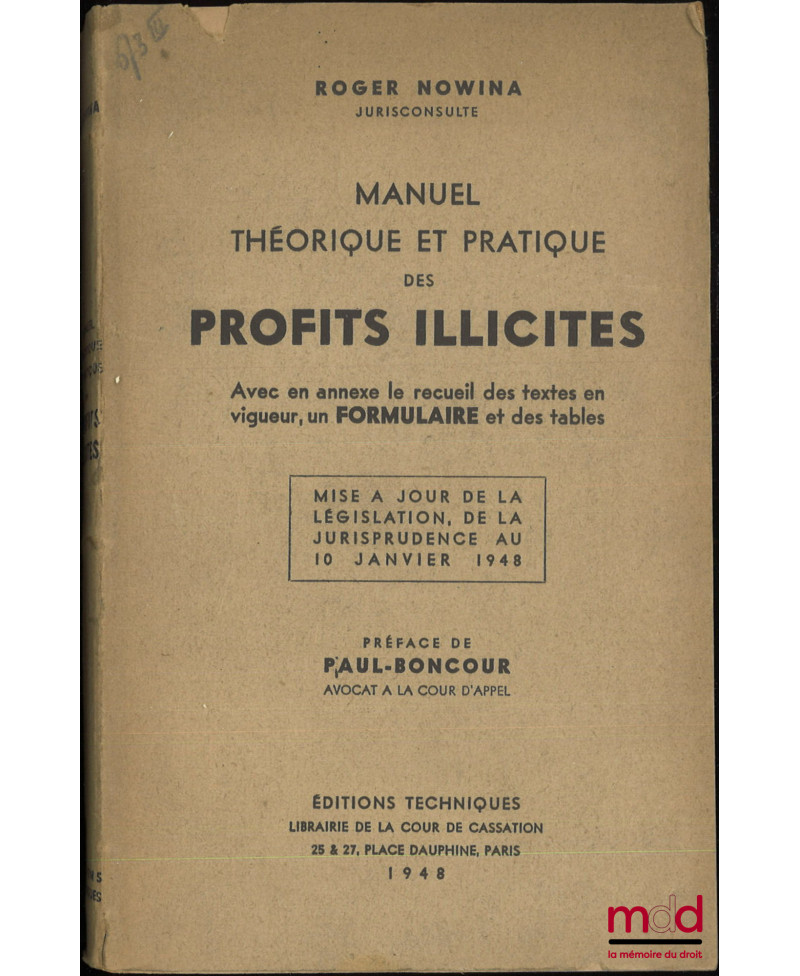 ROGER NOWINA
JURISCONSULTE
MANUEL
THÉORIQUE ET PRATIQUE
DES
PROFITS ILLICITES
Avec en annexe le recueil des textes en
vigueur, un FORMULAIRE et des tables
MISE A JOUR DE LA
LÉGISLATION, DE LA
JURISPRUDENCE AU
10 JANVIER 1948
PRÉFACE DE
PAUL-BONCOUR
AVOCAT A LA COUR D'APPEL
ÉDITIONS TECHNIQUES
LIBRAIRIE DE LA COUR DE CASSATION
25 & 27, PLACE DAUPHINE, PARIS
1948
mdd
la mémoire du droit